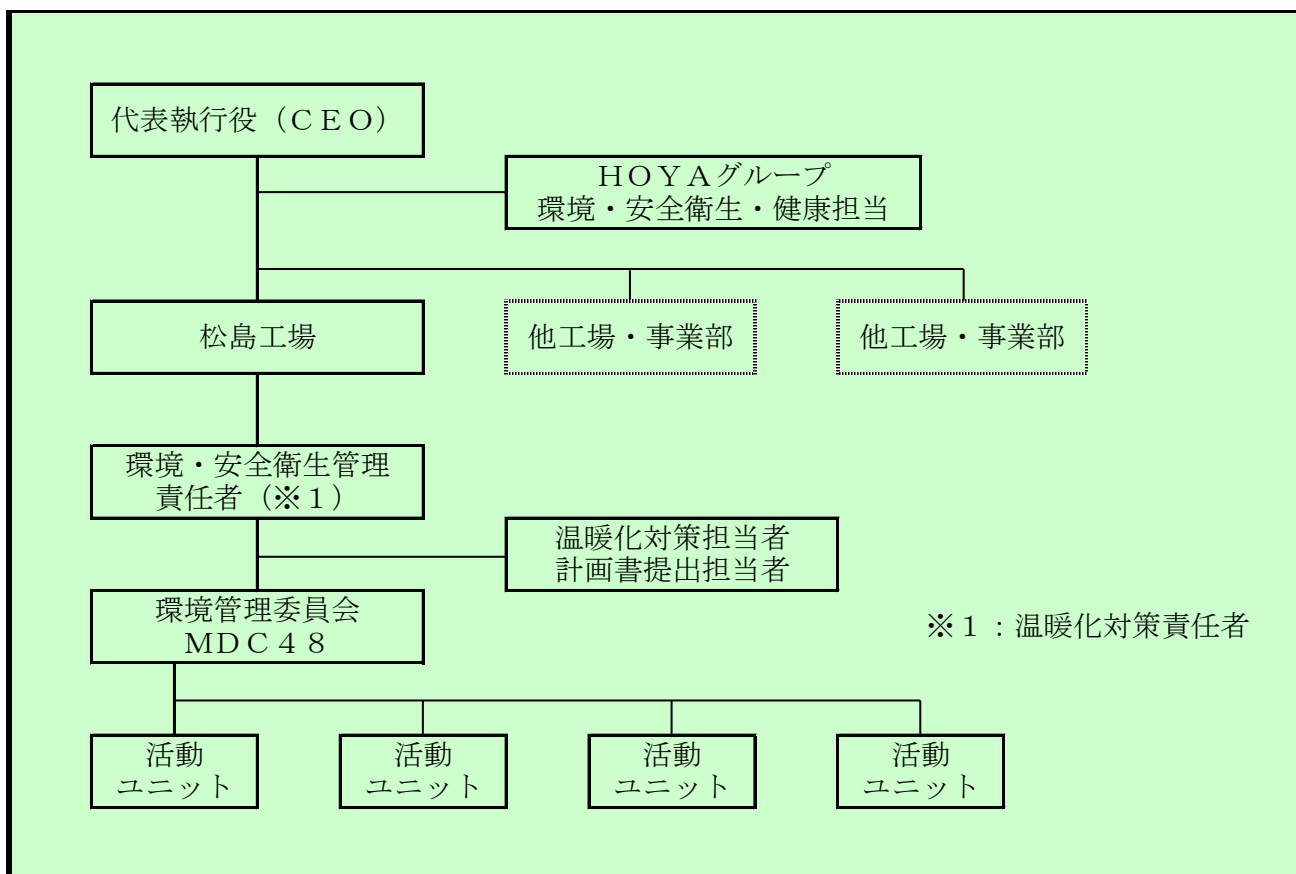 代表執行役（ＣＥＯ）
ＨＯＹＡグループ
環境・安全衛生・健康担当
松島工場
他工場・事業部
他工場・事業部
環境・安全衛生管理
責任者（※１）
温暖化対策担当者
計画書提出担当者
環境管理委員会
ＭＤＣ４８
※１：温暖化対策責任者
活動
ユニット
活動
ユニット
活動
ユニット
活動
ユニット